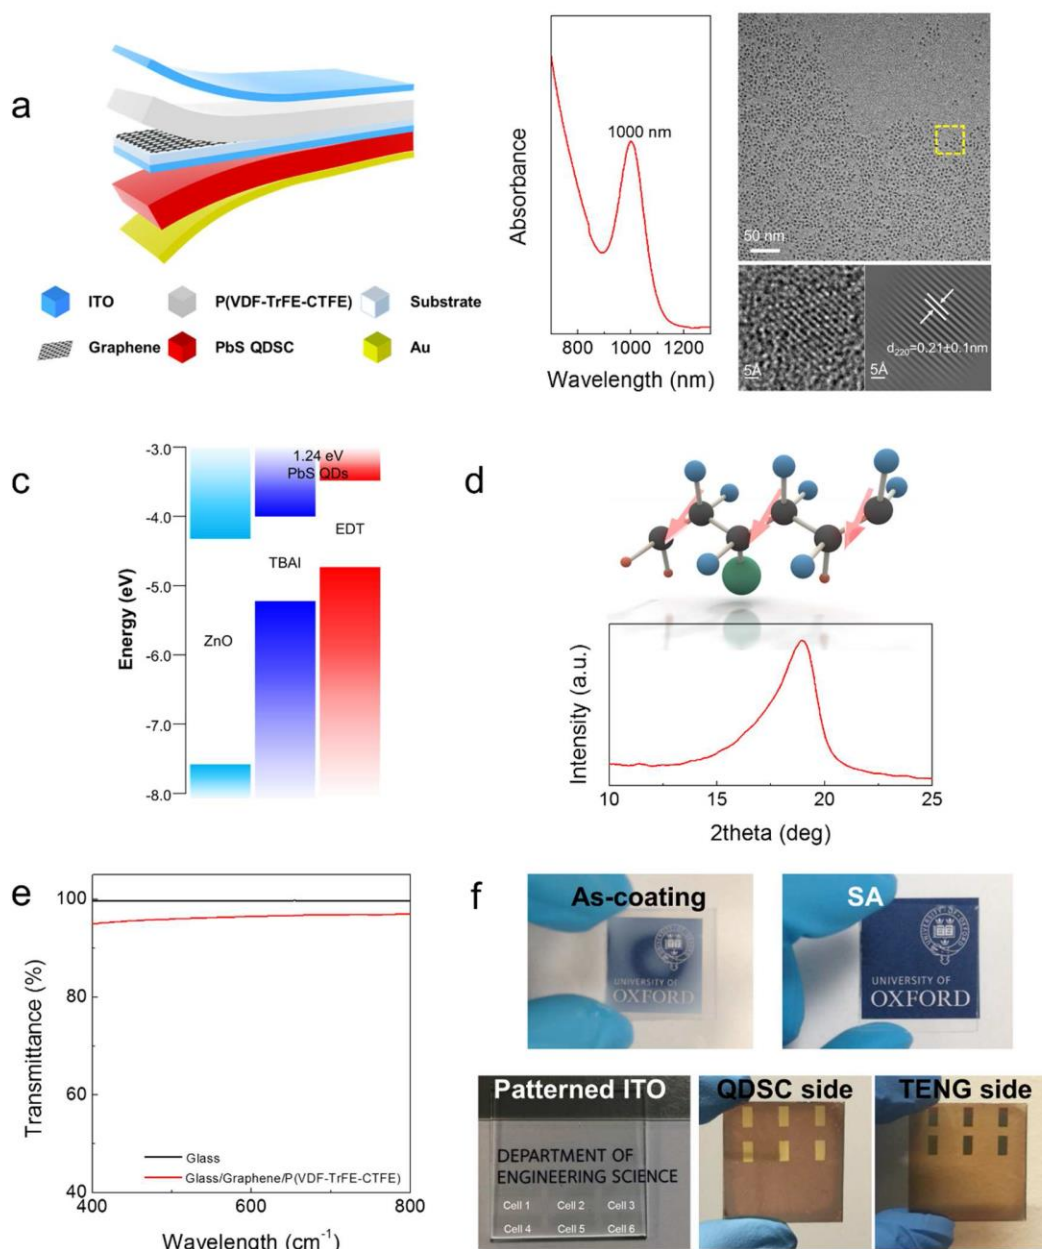 a
ITO
P(VDF-TrFE-CTFE)
Substrate
Graphene
PbS QDSC
Au
Absorbance
1000 nm
800
1000
1200
Wavelength (nm)
50 nm
5Å
5Å
d220=0.21±0.1nm
c
Energy (eV)
-3.0
-4.0
-5.0
-6.0
-7.0
-8.0
1.24 eV
PbS QDs
EDT
TBAI
ZnO
d
Intensity (a.u.)
10
15
20
25
2theta (deg)
e
Transmittance (%)
100
80
60
40
Glass
Glass/Graphene/P(VDF-TrFE-CTFE)
400
600
800
Wavelength (cm-1)
f
As-coating
UNIVERSITY OF
OXFORD
SA
UNIVERSITY OF
OXFORD
Patterned ITO
DEPARTMENT OF
ENGINEERING SCIENCE
Cell 1 Cell 2 Cell 3
Cell 4 Cell 5 Cell 6
QDSC side
TENG side